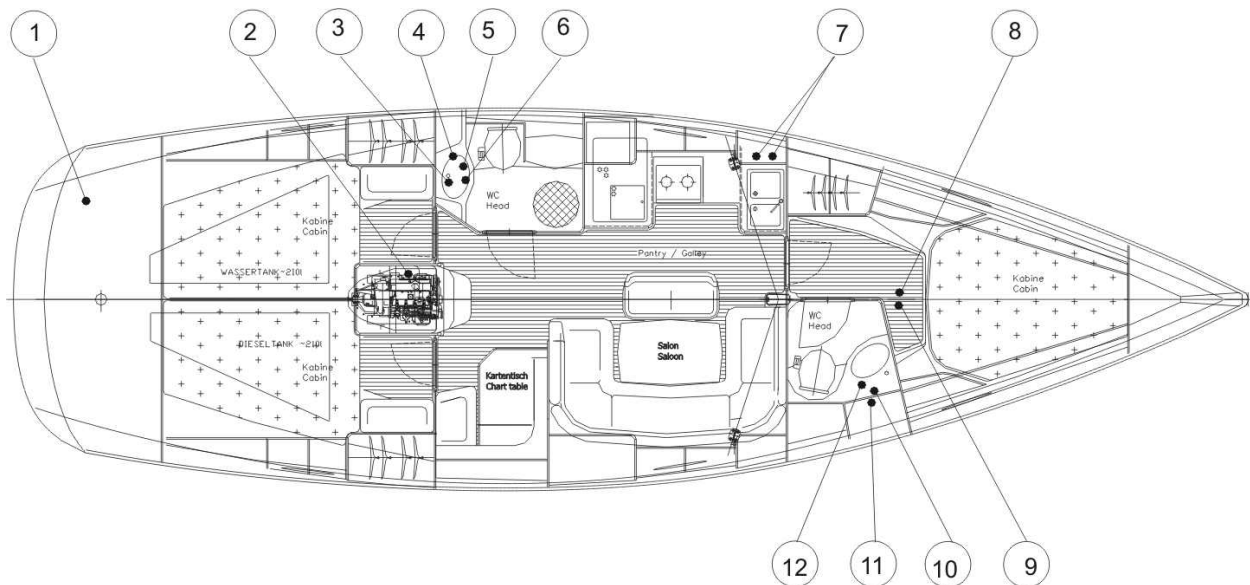 1
2
3
4
5
6
7
8
Kabine
Cabin
WASSERTANK~210l
DIESELTANK ~210l
Kabine
Cabin
WC
Head
Pantry / Galley
Kartentisch
Chart table
Salon
Saloon
WC
Head
Kabine
Cabin
12
11
10
9